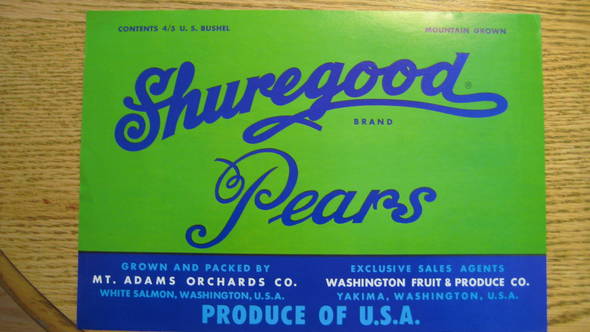 CONTENTS 4/5 U. S. BUSHEL
MOUNTAIN GROWN
Shuregood®
BRAND
Pears
GROWN AND PACKED BY
MT. ADAMS ORCHARDS CO.
WHITE SALMON, WASHINGTON, U.S.A.
EXCLUSIVE SALES AGENTS
WASHINGTON FRUIT & PRODUCE CO.
YAKIMA, WASHINGTON, U.S.A.
PRODUCE OF U.S.A.